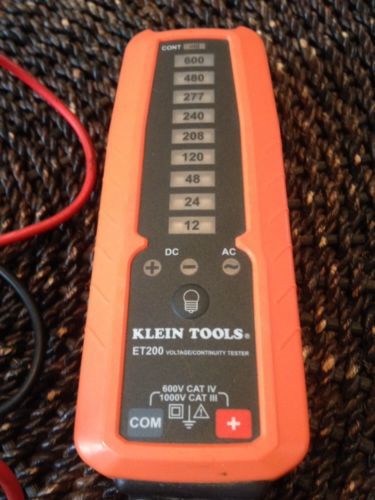 CONT
600
480
277
240
208
120
48
24
12
DC AC
+ − ~
KLEIN TOOLS®
ET200 VOLTAGE/CONTINUITY TESTER
600V CAT IV
1000V CAT III
COM +